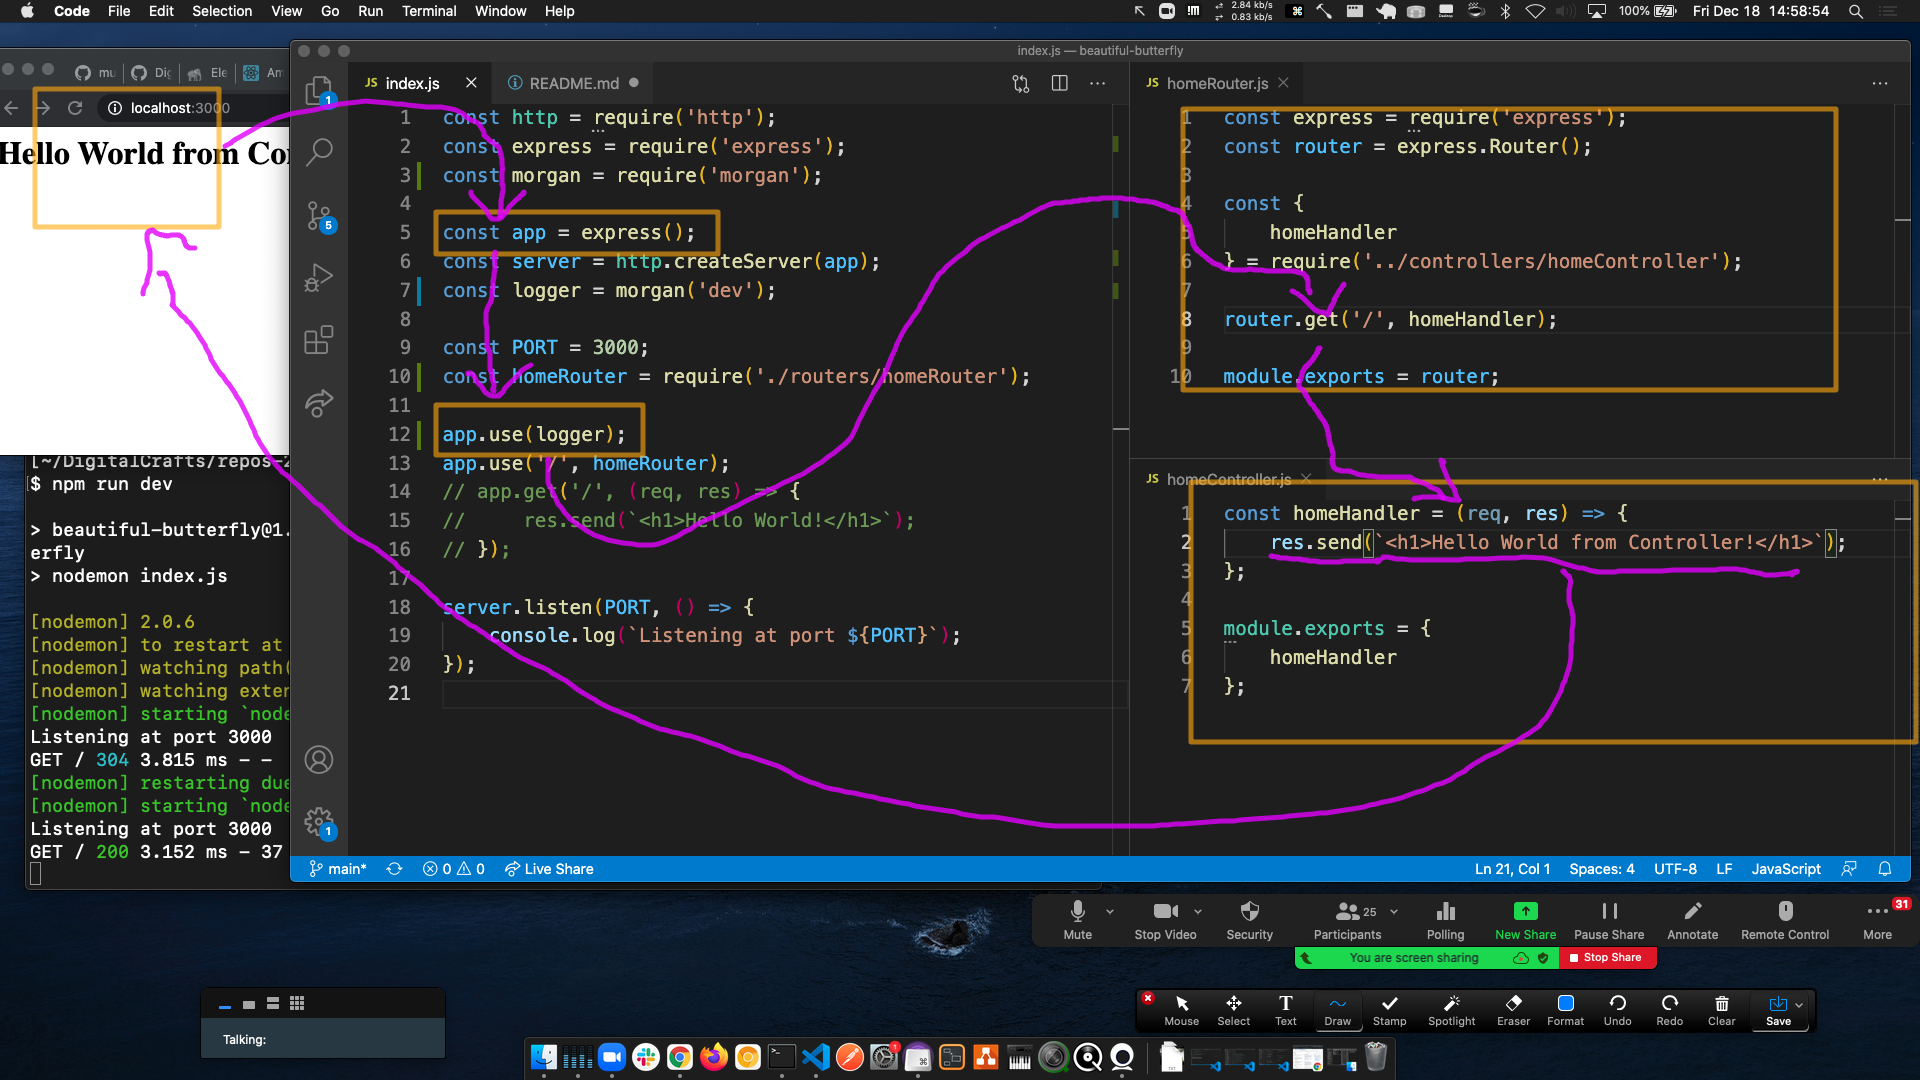 Code File Edit Selection View Go Run Terminal Window Help
2.84 kb/s
0.83 kb/s
100%
Fri Dec 18 14:58:54
index.js — beautiful-butterfly
mu
Dig
Ele
Am
localhost:3000
Hello World from Co
JS index.js
README.md
JS homeRouter.js
1 const http = require('http');
2 const express = require('express');
3 const morgan = require('morgan');
4
5 const app = express();
6 const server = http.createServer(app);
7 const logger = morgan('dev');
8
9 const PORT = 3000;
10 const homeRouter = require('./routers/homeRouter');
11
12 app.use(logger);
13 app.use('/', homeRouter);
14 // app.get('/', (req, res) => {
15 //     res.send(`<h1>Hello World!</h1>`);
16 // });
17
18 server.listen(PORT, () => {
19     console.log(`Listening at port ${PORT}`);
20 });
21
1 const express = require('express');
2 const router = express.Router();
3
4 const {
5     homeHandler
6 } = require('../controllers/homeController');
7
8 router.get('/', homeHandler);
9
10 module.exports = router;
JS homeController.js
1 const homeHandler = (req, res) => {
2     res.send(`<h1>Hello World from Controller!</h1>`);
3 };
4
5 module.exports = {
6     homeHandler
7 };
1
5
1
[~/DigitalCrafts/repos-2
$ npm run dev
> beautiful-butterfly@1.
erfly
> nodemon index.js
[nodemon] 2.0.6
[nodemon] to restart at
[nodemon] watching path(
[nodemon] watching exten
[nodemon] starting `node
Listening at port 3000
GET / 304 3.815 ms - -
[nodemon] restarting due
[nodemon] starting `node
Listening at port 3000
GET / 200 3.152 ms - 37
main*
0
0
Live Share
Ln 21, Col 1
Spaces: 4
UTF-8
LF
JavaScript
25
31
Mute
Stop Video
Security
Participants
Polling
New Share
Pause Share
Annotate
Remote Control
More
You are screen sharing
Stop Share
Mouse
Select
Text
Draw
Stamp
Spotlight
Eraser
Format
Undo
Redo
Clear
Save
Talking: